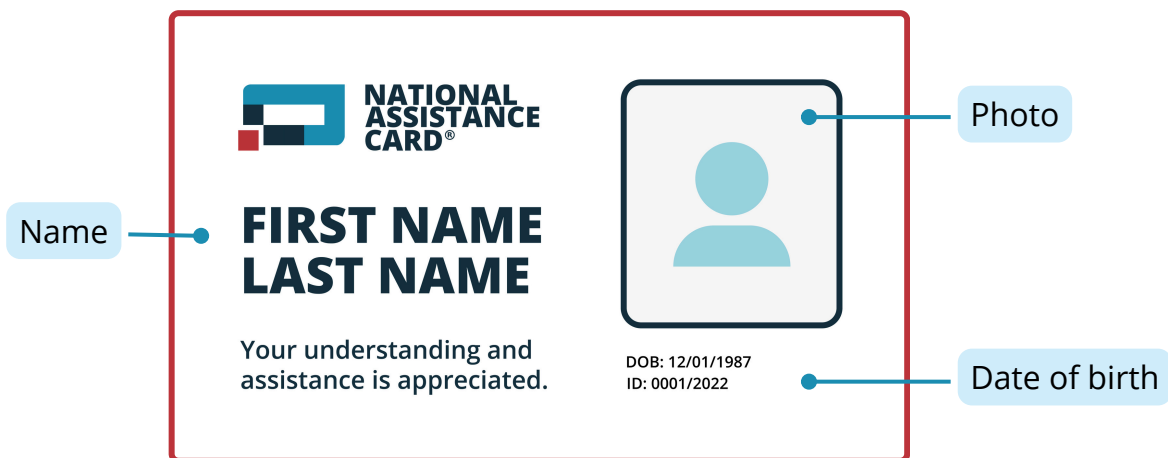 NATIONAL
ASSISTANCE
CARD®
Photo
Name
FIRST NAME
LAST NAME
Your understanding and
assistance is appreciated.
DOB: 12/01/1987
ID: 0001/2022
Date of birth